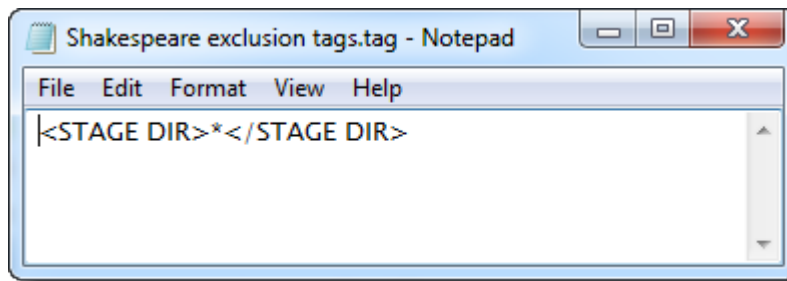 Shakespeare exclusion tags.tag - Notepad
File Edit Format View Help
<STAGE DIR>*</STAGE DIR>